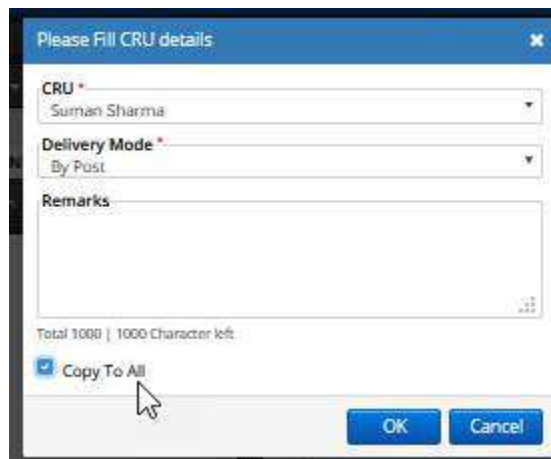 Please Fill CRU details ×
CRU *
Suman Sharma
Delivery Mode *
By Post
Remarks
Total 1000 | 1000 Character left
Copy To All
OK Cancel